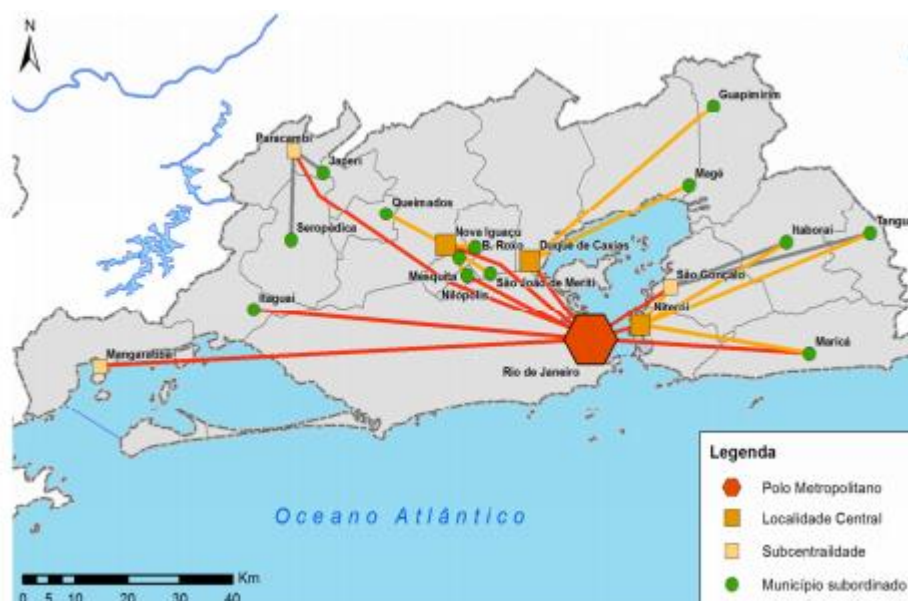 N
Guapimirim
Paracambi
Japeri
Magé
Queimados
Itaboraí
Tanguá
Seropédica
Nova Iguaçu
B. Roxo
Duque de Caxias
São Gonçalo
Mesquita
São João de Meriti
Nilópolis
Itaguaí
Niterói
Mangaratiba
Maricá
Rio de Janeiro
Legenda
Polo Metropolitano
Localidade Central
Subcentralidade
Município subordinado
Oceano Atlântico
Km
0 5 10 20 30 40